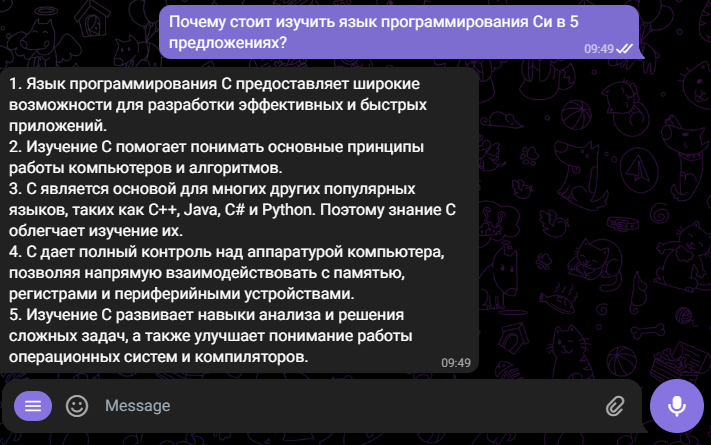 Почему стоит изучить язык программирования Си в 5
предложениях?
09:49
1. Язык программирования C предоставляет широкие
возможности для разработки эффективных и быстрых
приложений.
2. Изучение C помогает понимать основные принципы
работы компьютеров и алгоритмов.
3. C является основой для многих других популярных
языков, таких как C++, Java, C# и Python. Поэтому знание C
облегчает изучение их.
4. C дает полный контроль над аппаратурой компьютера,
позволяя напрямую взаимодействовать с памятью,
регистрами и периферийными устройствами.
5. Изучение C развивает навыки анализа и решения
сложных задач, а также улучшает понимание работы
операционных систем и компиляторов.
09:49
Message